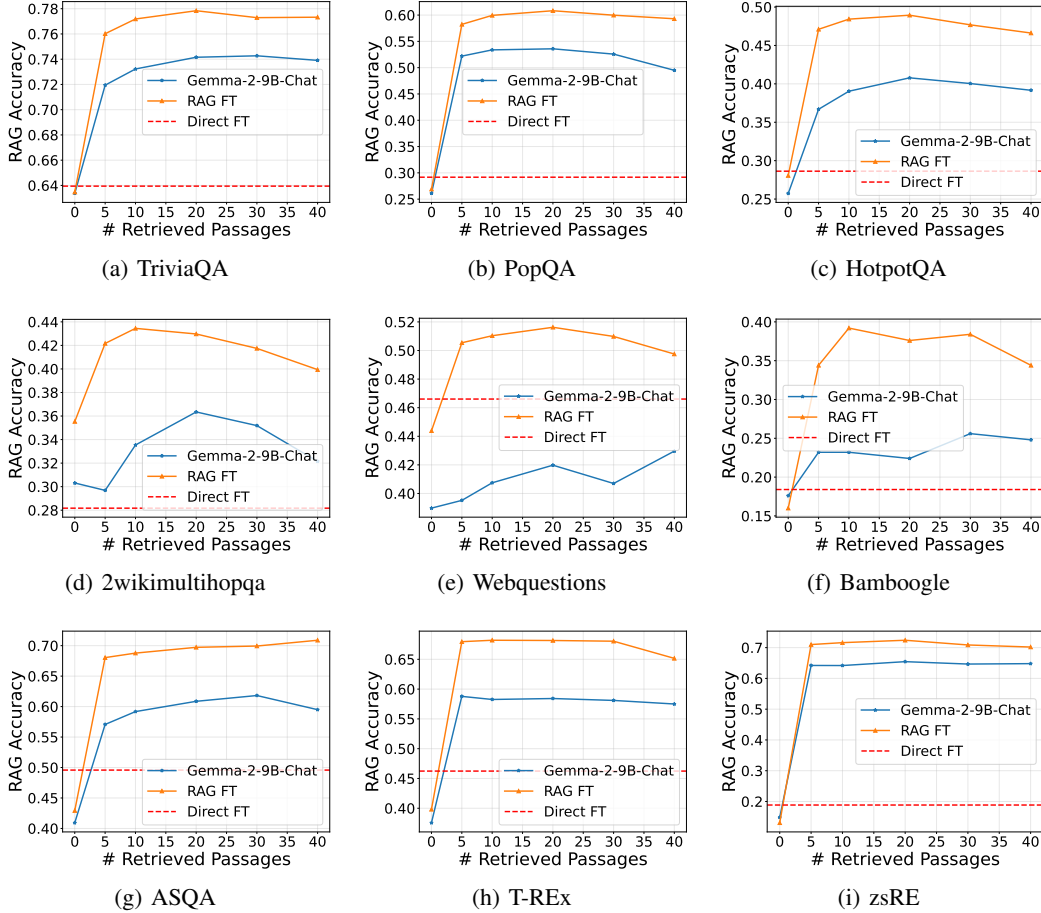 RAG Accuracy
0.78
0.76
0.74
0.72
0.70
0.68
0.66
0.64
Gemma-2-9B-Chat
RAG FT
Direct FT
0 5 10 15 20 25 30 35 40
# Retrieved Passages
(a) TriviaQA
RAG Accuracy
0.60
0.55
0.50
0.45
0.40
0.35
0.30
0.25
Gemma-2-9B-Chat
RAG FT
Direct FT
0 5 10 15 20 25 30 35 40
# Retrieved Passages
(b) PopQA
RAG Accuracy
0.50
0.45
0.40
0.35
0.30
0.25
Gemma-2-9B-Chat
RAG FT
Direct FT
0 5 10 15 20 25 30 35 40
# Retrieved Passages
(c) HotpotQA
RAG Accuracy
0.44
0.42
0.40
0.38
0.36
0.34
0.32
0.30
0.28
Gemma-2-9B-Chat
RAG FT
Direct FT
0 5 10 15 20 25 30 35 40
# Retrieved Passages
(d) 2wikimultihopqa
RAG Accuracy
0.52
0.50
0.48
0.46
0.44
0.42
0.40
Gemma-2-9B-Chat
RAG FT
Direct FT
0 5 10 15 20 25 30 35 40
# Retrieved Passages
(e) Webquestions
RAG Accuracy
0.40
0.35
0.30
0.25
0.20
0.15
Gemma-2-9B-Chat
RAG FT
Direct FT
0 5 10 15 20 25 30 35 40
# Retrieved Passages
(f) Bamboogle
RAG Accuracy
0.70
0.65
0.60
0.55
0.50
0.45
0.40
Gemma-2-9B-Chat
RAG FT
Direct FT
0 5 10 15 20 25 30 35 40
# Retrieved Passages
(g) ASQA
RAG Accuracy
0.65
0.60
0.55
0.50
0.45
0.40
Gemma-2-9B-Chat
RAG FT
Direct FT
0 5 10 15 20 25 30 35 40
# Retrieved Passages
(h) T-REx
RAG Accuracy
0.7
0.6
0.5
0.4
0.3
0.2
Gemma-2-9B-Chat
RAG FT
Direct FT
0 5 10 15 20 25 30 35 40
# Retrieved Passages
(i) zsRE